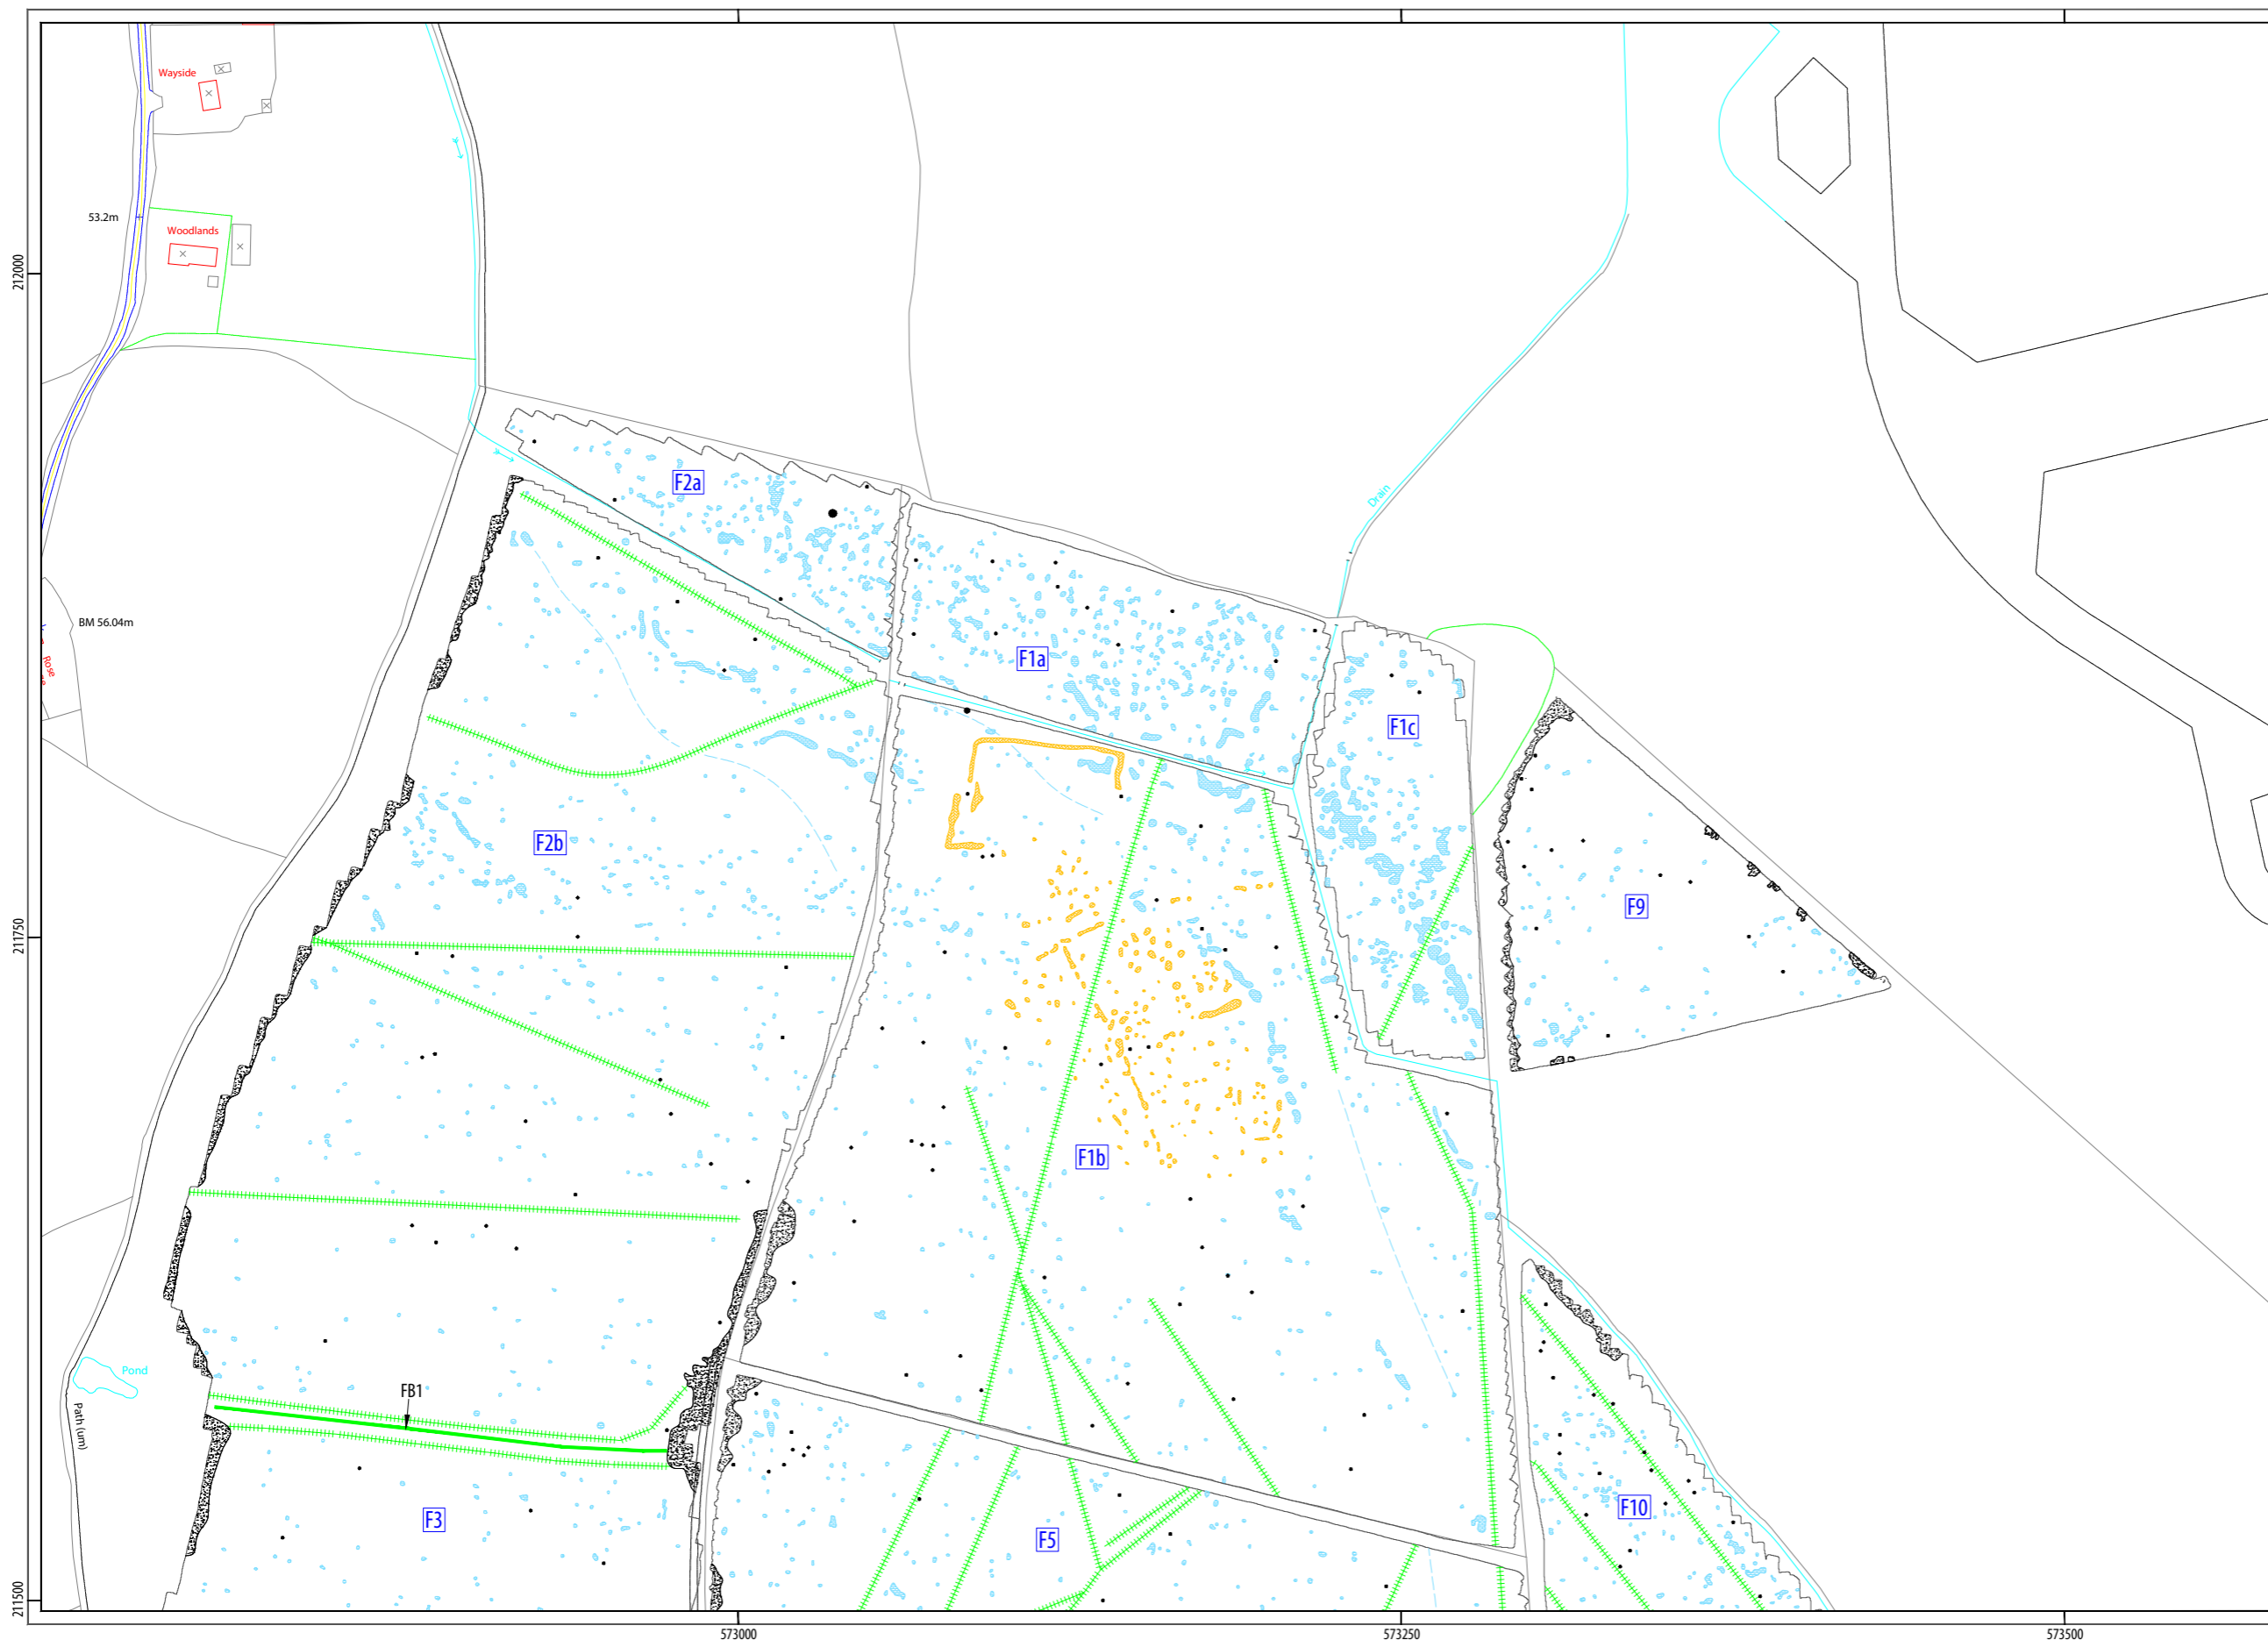 Wayside
53.2m
Woodlands
212000
F2a
Drain
BM 56.04m
Rose
F1a
F1c
F2b
F9
211750
F1b
Pond
FB1
Path (um)
F3
F5
F10
211500
573000
573250
573500